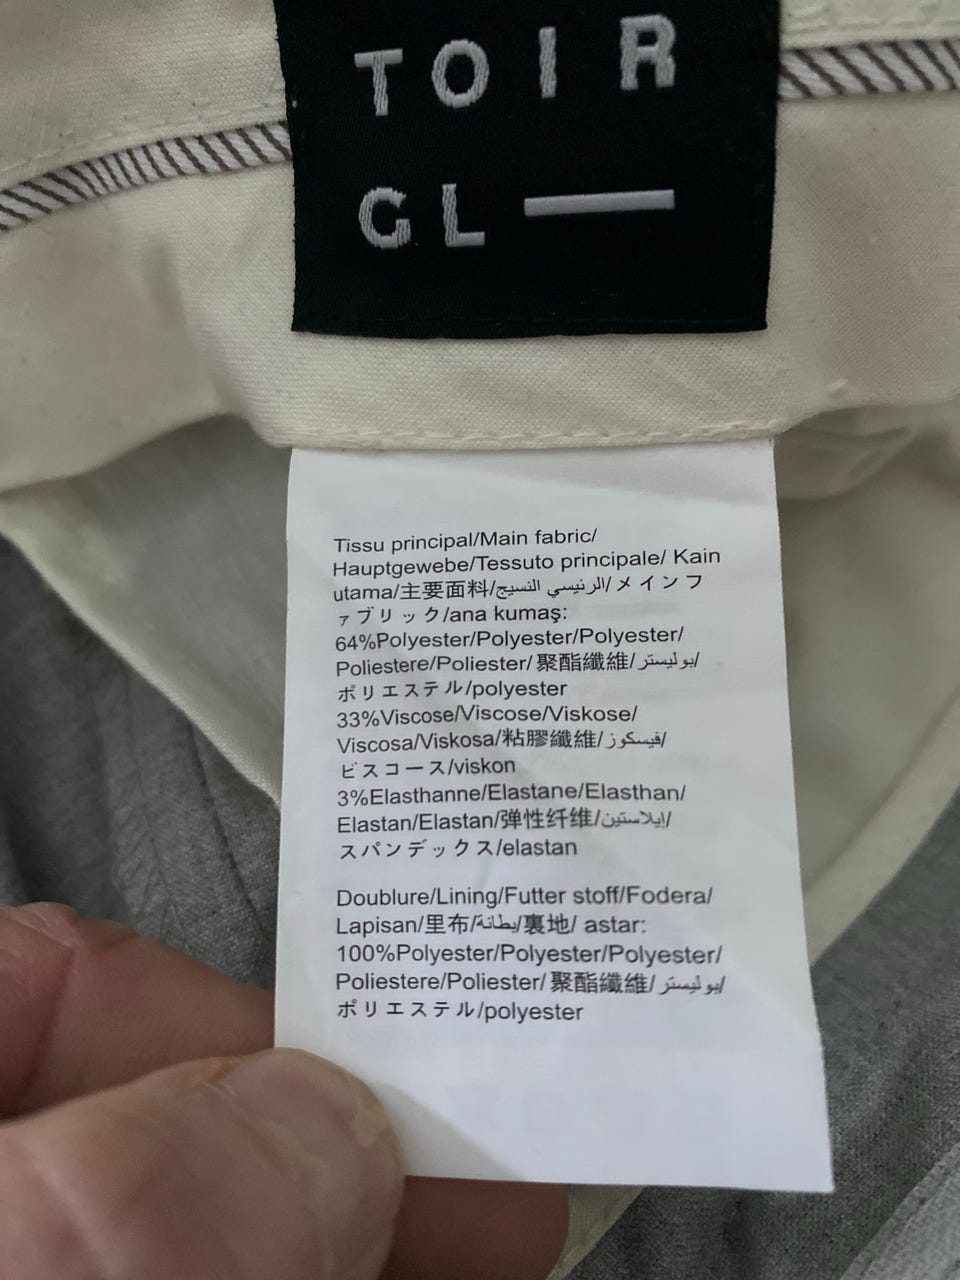 TOIR
GL—
Tissu principal/Main fabric/
Hauptgewebe/Tessuto principale/ Kain
utama/主要面料/الرئيسي النسيج/メインフ
ァブリック/ana kumaş:
64%Polyester/Polyester/Polyester/
Poliestere/Poliester/聚酯纖維/بوليستر/
ポリエステル/polyester
33%Viscose/Viscose/Viskose/
Viscosa/Viskosa/粘膠纖維/فيسكوز/
ビスコース/viskon
3%Elasthanne/Elastane/Elasthan/
Elastan/Elastan/弹性纤维/إيلاستين/
スパンデックス/elastan
Doublure/Lining/Futter stoff/Fodera/
Lapisan/里布/بطانة/裏地/ astar:
100%Polyester/Polyester/Polyester/
Poliestere/Poliester/聚酯纖維/بوليستر/
ポリエステル/polyester